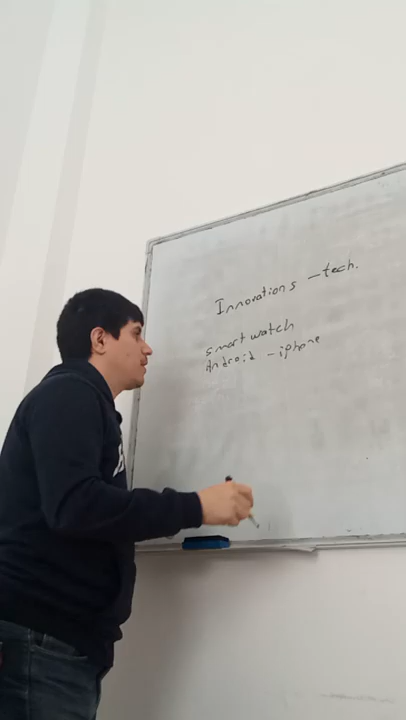 Innovations - tech.
smart watch
Android - iphone